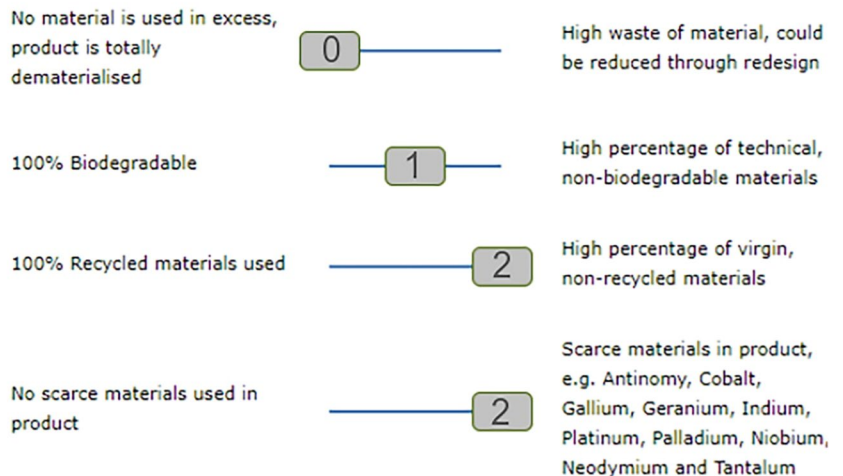 No material is used in excess,
product is totally
dematerialised
0
High waste of material, could
be reduced through redesign
100% Biodegradable
1
High percentage of technical,
non-biodegradable materials
100% Recycled materials used
2
High percentage of virgin,
non-recycled materials
No scarce materials used in
product
2
Scarce materials in product,
e.g. Antinomy, Cobalt,
Gallium, Geranium, Indium,
Platinum, Palladium, Niobium,
Neodymium and Tantalum